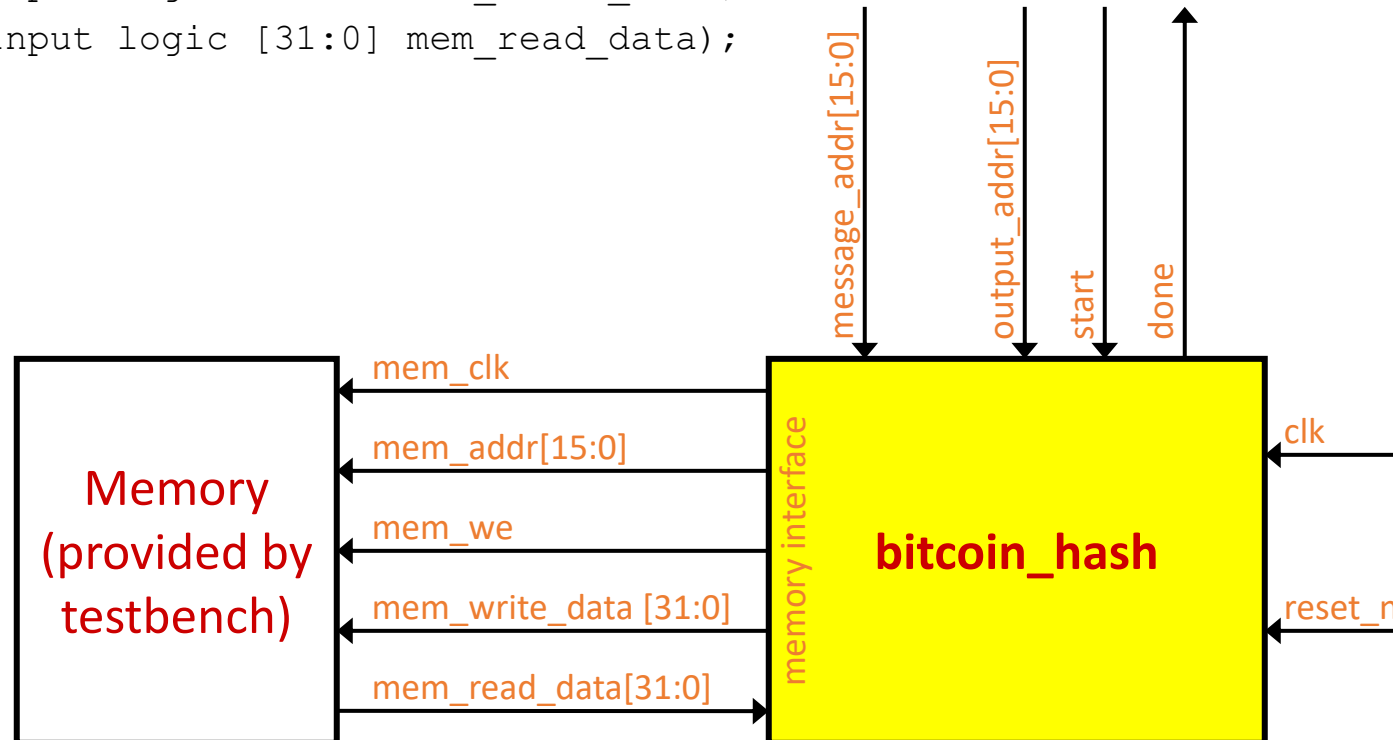 input logic [31:0] mem_read_data);
message_addr[15:0]
output_addr[15:0]
start
done
mem_clk
mem_addr[15:0]
mem_we
mem_write_data [31:0]
mem_read_data[31:0]
Memory
(provided by
testbench)
memory interface
bitcoin_hash
clk
reset_n